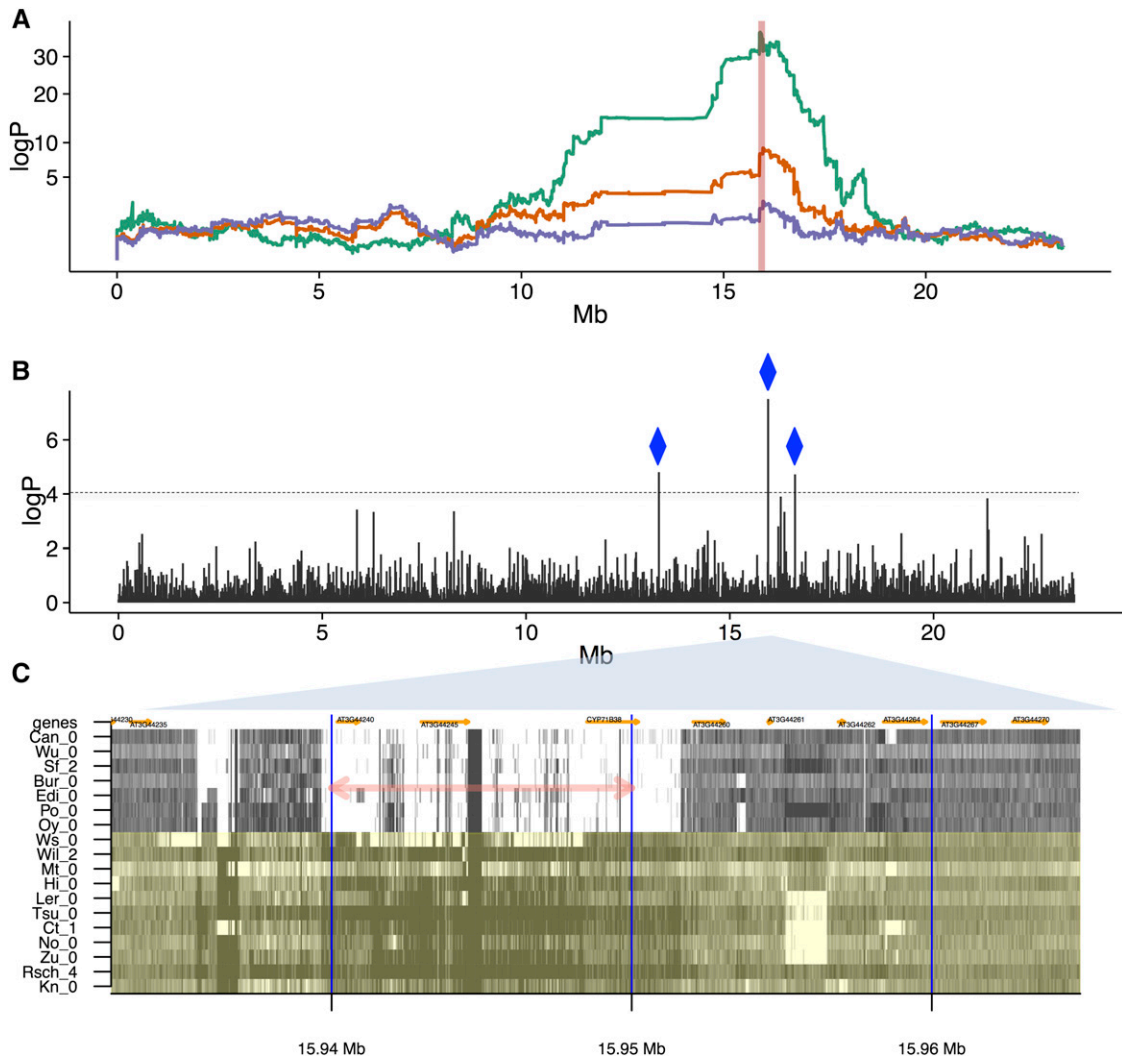 A
logP
30
20
10
5
0 5 10 15 20
Mb
B
logP
6
4
2
0
0 5 10 15 20
Mb
C
genes
44230 AT3G44235 AT3G44240 AT3G44245 CYP71B38 AT3G44260 AT3G44261 AT3G44262 AT3G44264 AT3G44267 AT3G44270
Can_0
Wu_0
Sf_2
Bur_0
Edi_0
Po_0
Oy_0
Ws_0
Wil_2
Mt_0
Hi_0
Ler_0
Tsu_0
Ct_1
No_0
Zu_0
Rsch_4
Kn_0
15.94 Mb 15.95 Mb 15.96 Mb